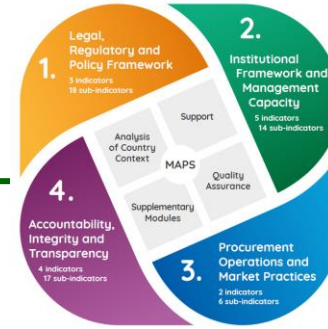 1.
Legal,
Regulatory and
Policy Framework
3 indicators
18 sub-indicators
2.
Institutional
Framework and
Management
Capacity
5 indicators
14 sub-indicators
Support
Analysis
of Country
Context
MAPS
Quality
Assurance
Supplementary
Modules
4.
Accountability,
Integrity and
Transparency
4 indicators
17 sub-indicators
3.
Procurement
Operations and
Market Practices
2 indicators
6 sub-indicators